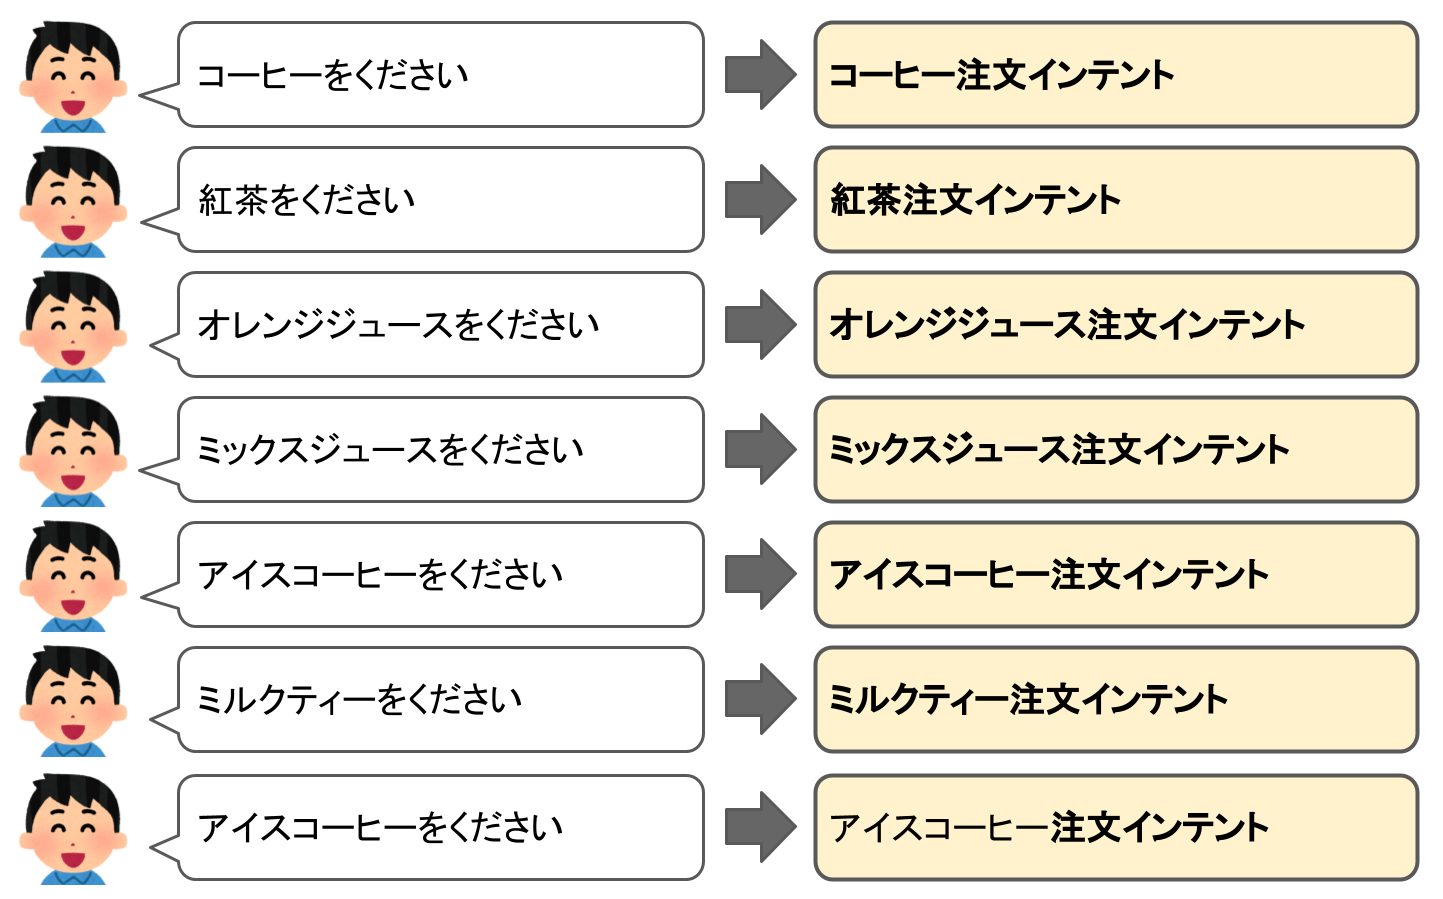 コーヒーをください
コーヒー注文インテント
紅茶をください
紅茶注文インテント
オレンジジュースをください
オレンジジュース注文インテント
ミックスジュースをください
ミックスジュース注文インテント
アイスコーヒーをください
アイスコーヒー注文インテント
ミルクティーをください
ミルクティー注文インテント
アイスコーヒーをください
アイスコーヒー注文インテント